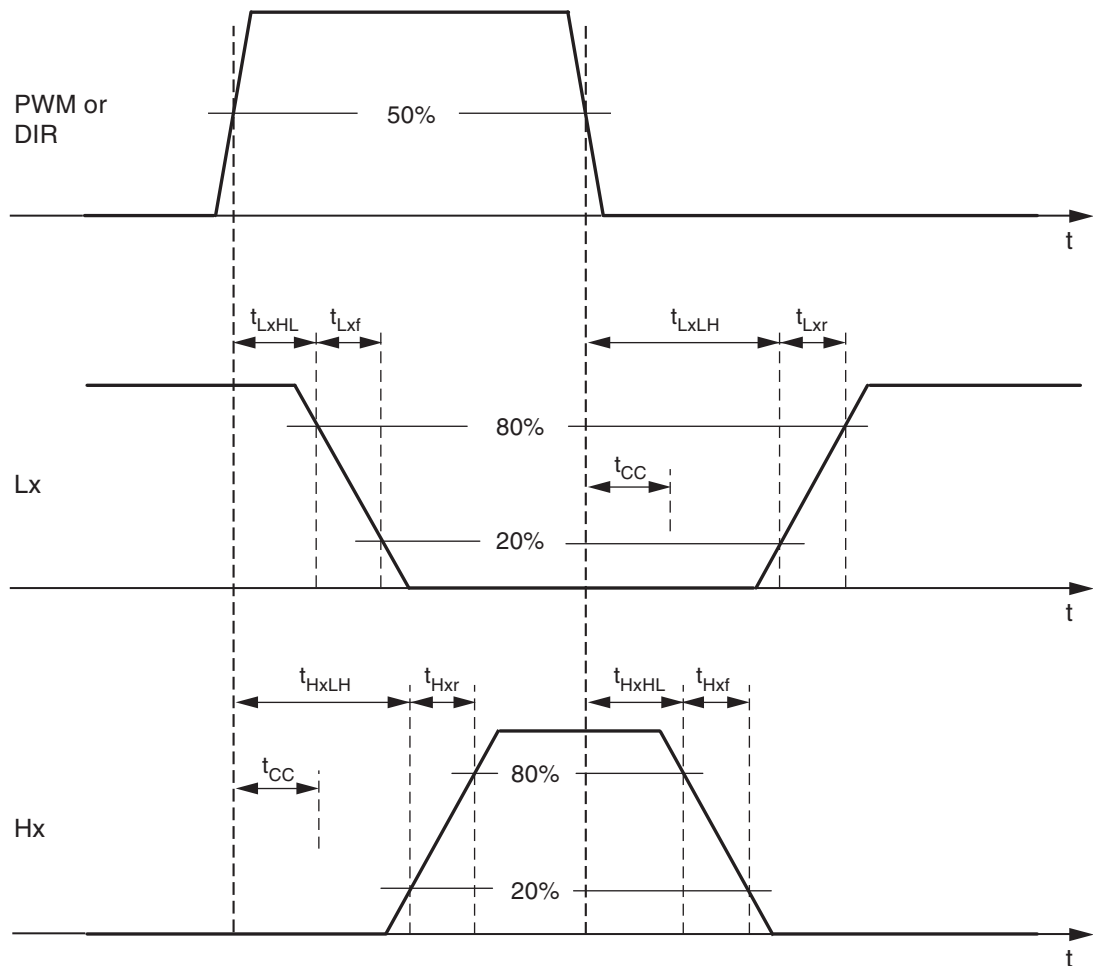 PWM or
DIR
50%
t
tLxHL tLxf tLxLH tLxr
80%
Lx
tCC
20%
t
tHxLH tHxr tHxHL tHxf
80%
tCC
Hx
20%
t